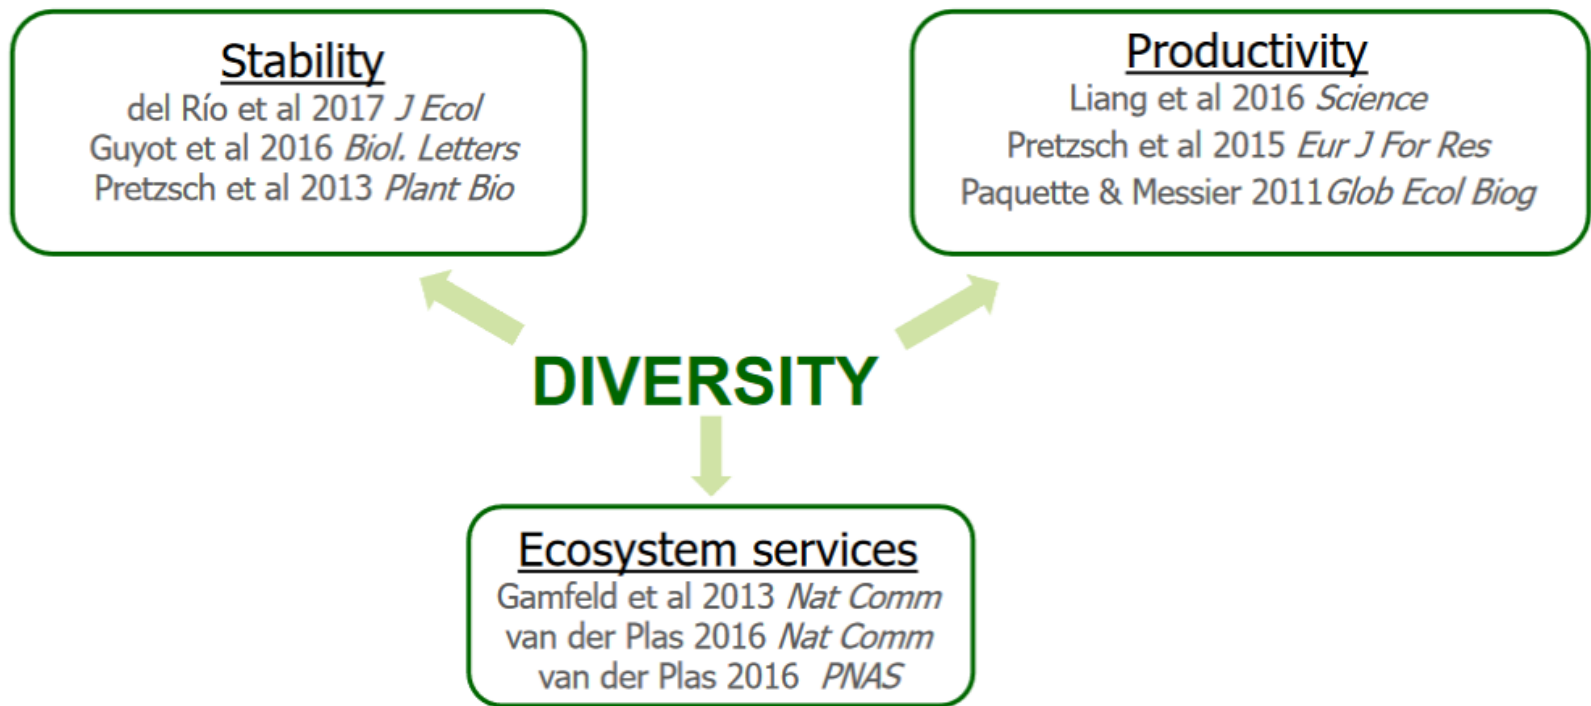 Stability
del Río et al 2017 J Ecol
Guyot et al 2016 Biol. Letters
Pretzsch et al 2013 Plant Bio
Productivity
Liang et al 2016 Science
Pretzsch et al 2015 Eur J For Res
Paquette & Messier 2011Glob Ecol Biog
DIVERSITY
Ecosystem services
Gamfeld et al 2013 Nat Comm
van der Plas 2016 Nat Comm
van der Plas 2016 PNAS